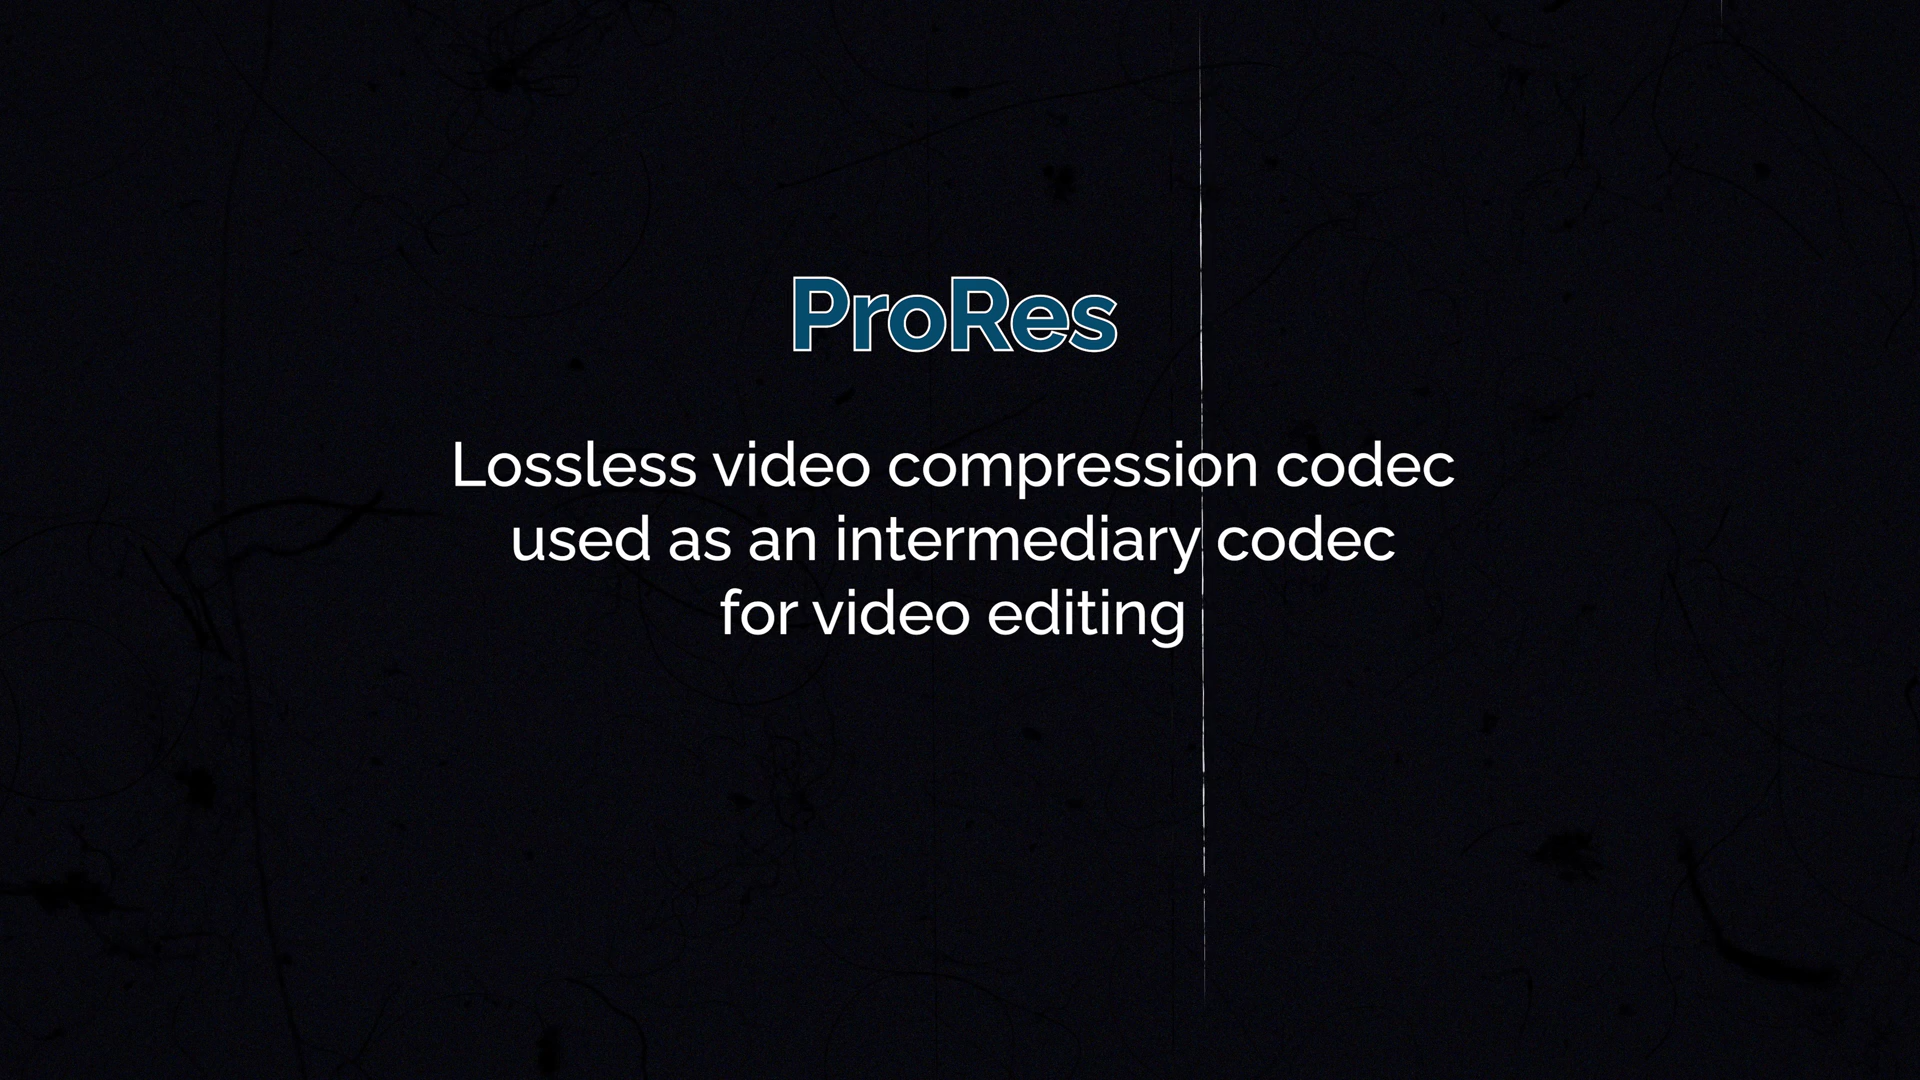 ProRes
Lossless video compression codec
used as an intermediary codec
for video editing